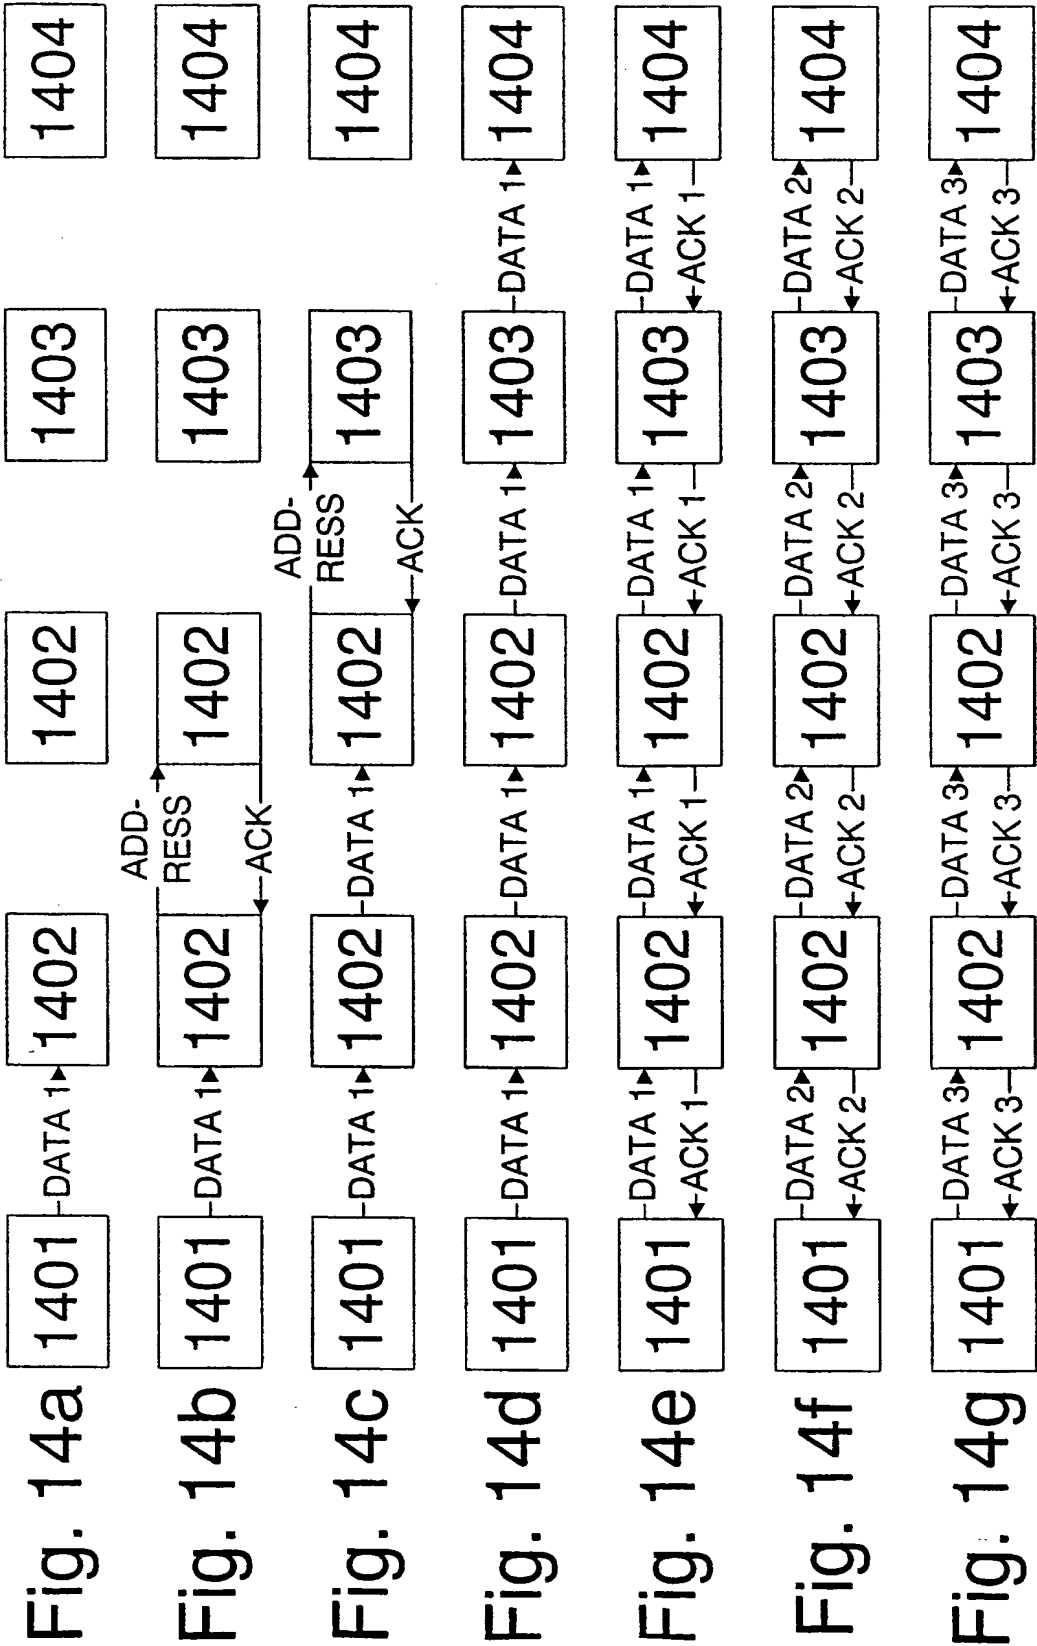 Fig. 14a 1401 DATA 1 1402 1402 1403 1404
Fig. 14b 1401 DATA 1 1402 ADD-
RESS ACK 1402 1403 1404
Fig. 14c 1401 DATA 1 1402 DATA 1 1402 ADD-
RESS ACK 1403 1404
Fig. 14d 1401 DATA 1 1402 DATA 1 1402 DATA 1 1403 DATA 1 1404
Fig. 14e 1401 DATA 1 1402 DATA 1 1402 DATA 1 1403 DATA 1 1404
ACK 1 ACK 1 ACK 1 ACK 1
Fig. 14f 1401 DATA 2 1402 DATA 2 1402 DATA 2 1403 DATA 2 1404
ACK 2 ACK 2 ACK 2 ACK 2
Fig. 14g 1401 DATA 3 1402 DATA 3 1402 DATA 3 1403 DATA 3 1404
ACK 3 ACK 3 ACK 3 ACK 3